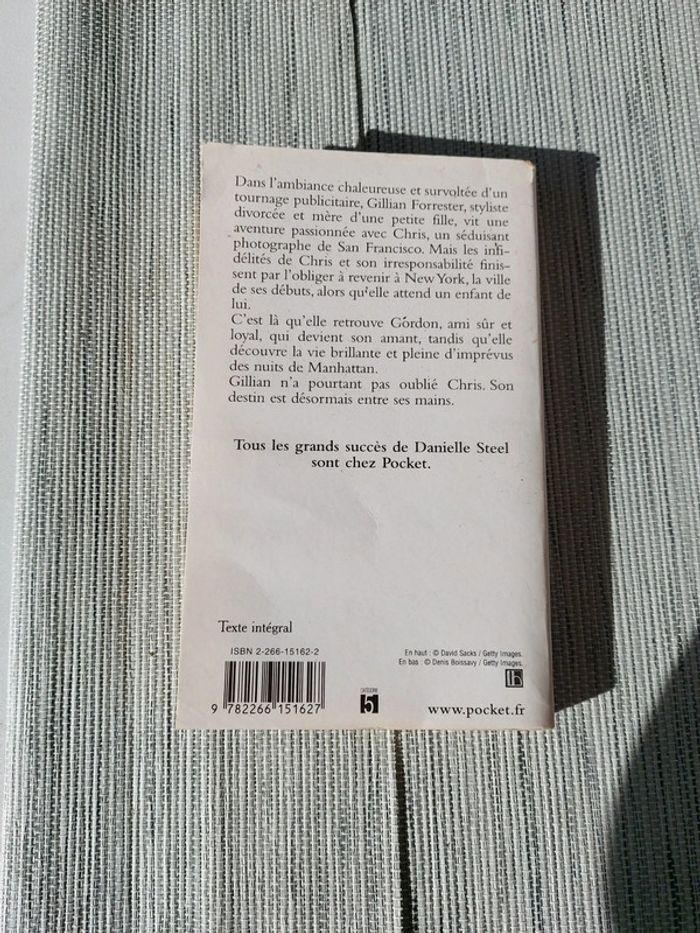 Dans l'ambiance chaleureuse et survoltée d'un
tournage publicitaire, Gillian Forrester, styliste
divorcée et mère d'une petite fille, vit une
aventure passionnée avec Chris, un séduisant
photographe de San Francisco. Mais les infi-
délités de Chris et son irresponsabilité finis-
sent par l'obliger à revenir à New York, la ville
de ses débuts, alors qu'elle attend un enfant de
lui.
C'est là qu'elle retrouve Gordon, ami sûr et
loyal, qui devient son amant, tandis qu'elle
découvre la vie brillante et pleine d'imprévus
des nuits de Manhattan.
Gillian n'a pourtant pas oublié Chris. Son
destin est désormais entre ses mains.
Tous les grands succès de Danielle Steel
sont chez Pocket.
Texte intégral
ISBN 2-266-15162-2
9 782266 151627
CATÉGORIE
5
En haut : © David Sacks / Getty Images.
En bas : © Denis Boissavy / Getty Images.
www.pocket.fr